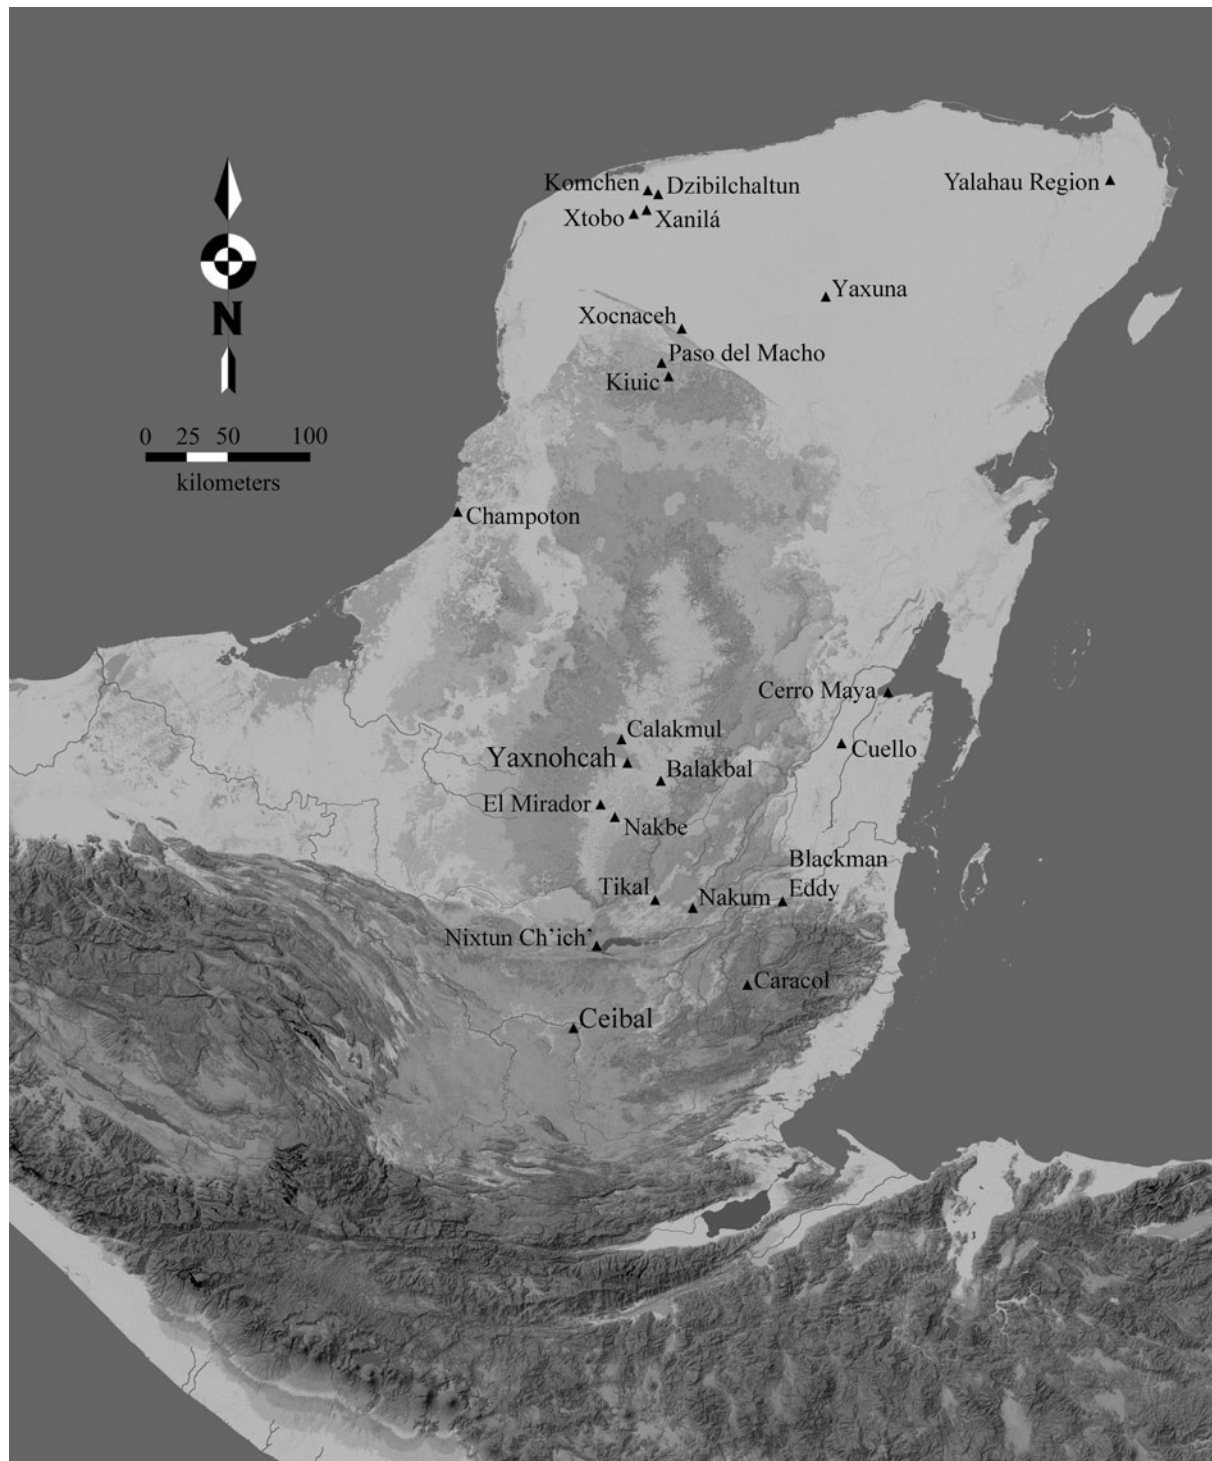 Komchen
Dzibilchaltun
Yalahau Region
Xtobo
Xanilá
Yaxuna
N
Xocnaceh
Paso del Macho
Kiuic
0 25 50 100
kilometers
Champoton
Cerro Maya
Calakmul
Cuello
Yaxnohcah
Balakbal
El Mirador
Nakbe
Blackman
Eddy
Tikal
Nakum
Nixtun Ch'ich'
Caracol
Ceibal